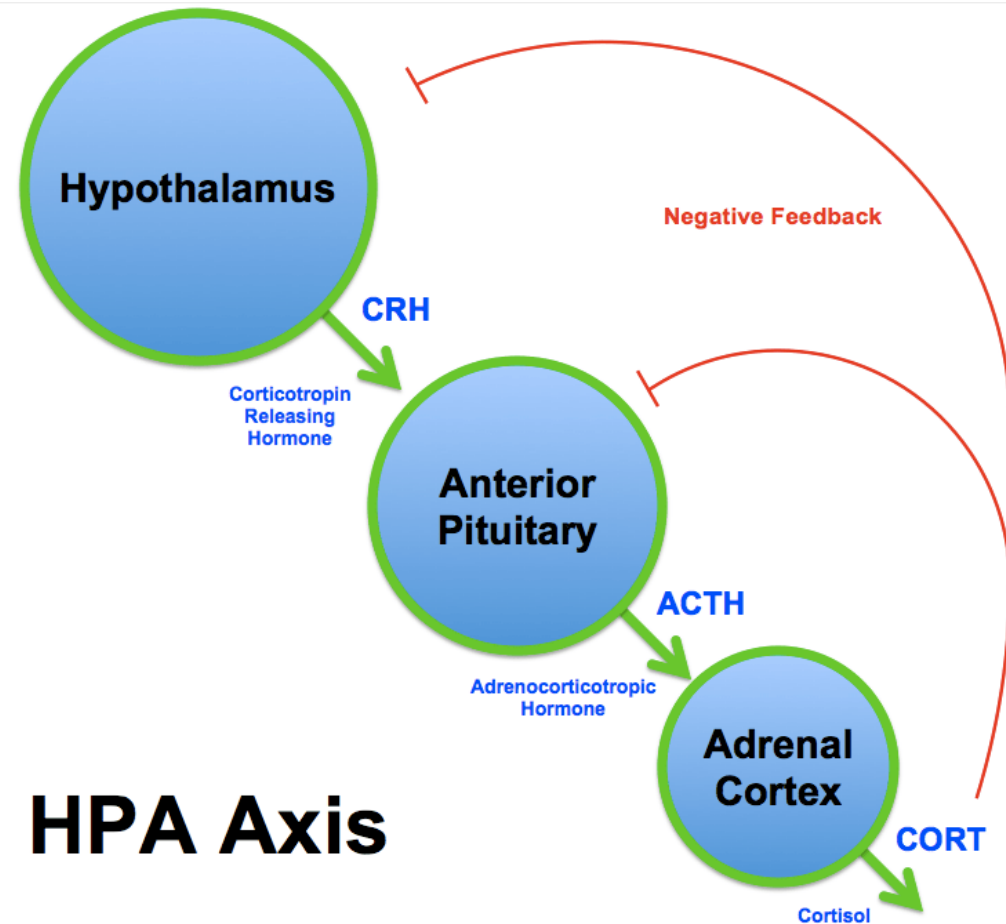 Hypothalamus
Negative Feedback
CRH
Corticotropin
Releasing
Hormone
Anterior
Pituitary
ACTH
Adrenocorticotropic
Hormone
Adrenal
Cortex
HPA Axis
CORT
Cortisol